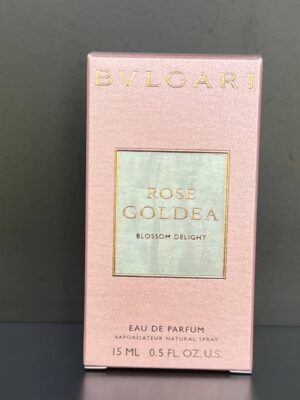 BVLGARI
ROSE
GOLDEA
BLOSSOM DELIGHT
EAU DE PARFUM
VAPORISATEUR NATURAL SPRAY
15 ML 0.5 FL. OZ. U.S.